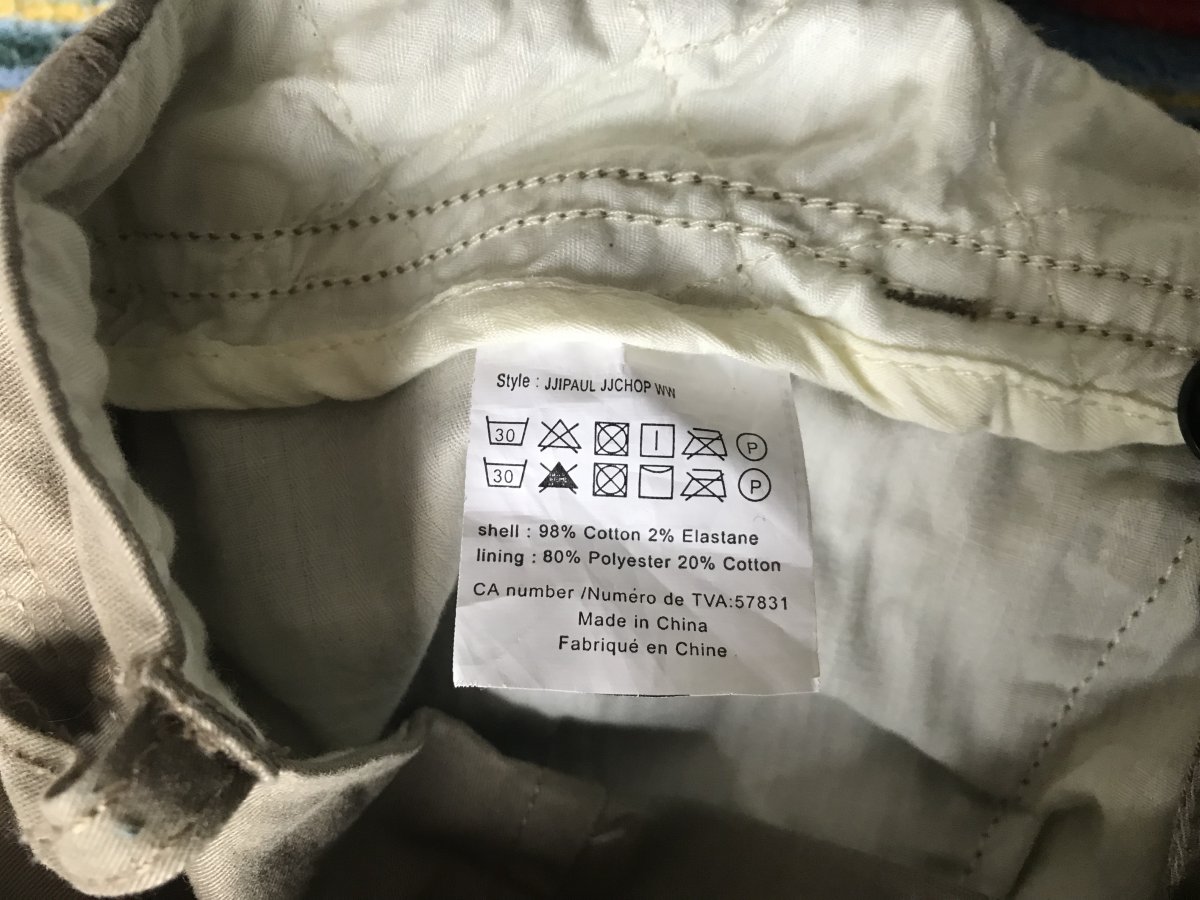 Style : JJIPAUL JJCHOP WW
30 P
30 P
shell : 98% Cotton 2% Elastane
lining : 80% Polyester 20% Cotton
CA number /Numéro de TVA:57831
Made in China
Fabriqué en Chine